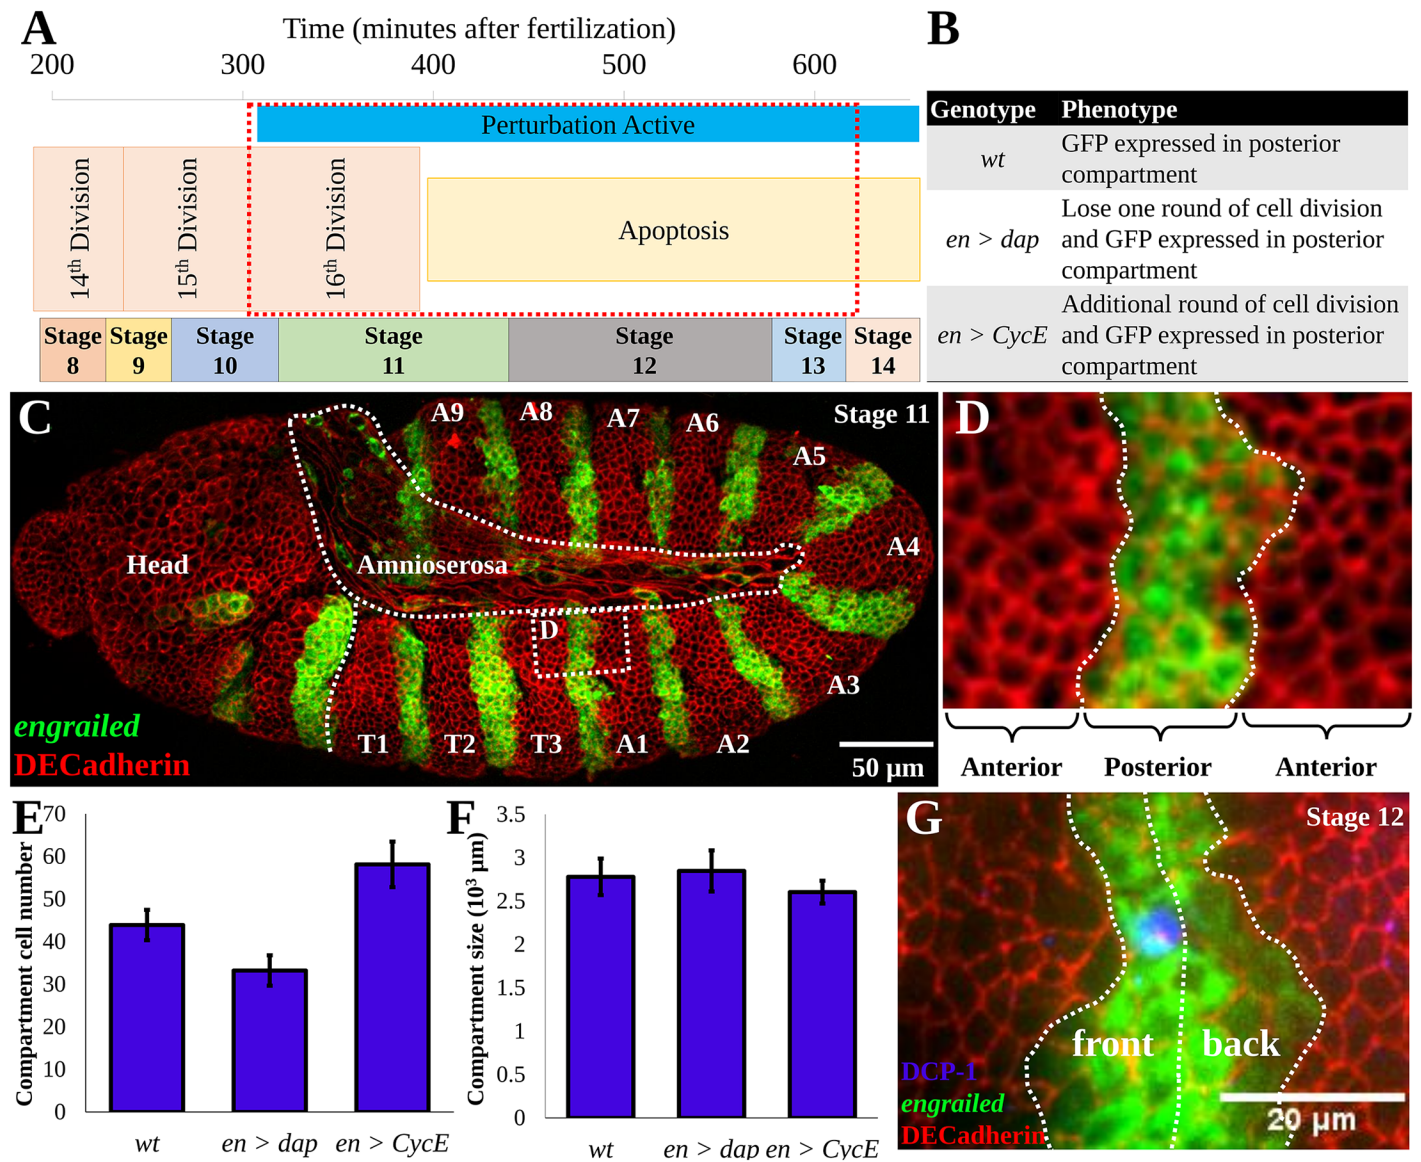 A
Time (minutes after fertilization)
200 300 400 500 600
Perturbation Active
14th Division
15th Division
16th Division
Apoptosis
Stage 8
Stage 9
Stage 10
Stage 11
Stage 12
Stage 13
Stage 14
B
Genotype Phenotype
wt
GFP expressed in posterior
compartment
en > dap
Lose one round of cell division
and GFP expressed in posterior
compartment
en > CycE
Additional round of cell division
and GFP expressed in posterior
compartment
C
Stage 11
A9 A8 A7 A6
A5
A4
Head
Amnioserosa
D
A3
T1 T2 T3 A1 A2
engrailed
DECadherin
50 μm
D
Anterior Posterior Anterior
E
Compartment cell number
70
60
50
40
30
20
10
0
wt en > dap en > CycE
F
Compartment size (10³ μm)
3.5
3
2.5
2
1.5
1
0.5
0
wt en > dap en > CycE
G
Stage 12
front back
DCP-1
engrailed
DECadherin
20 μm